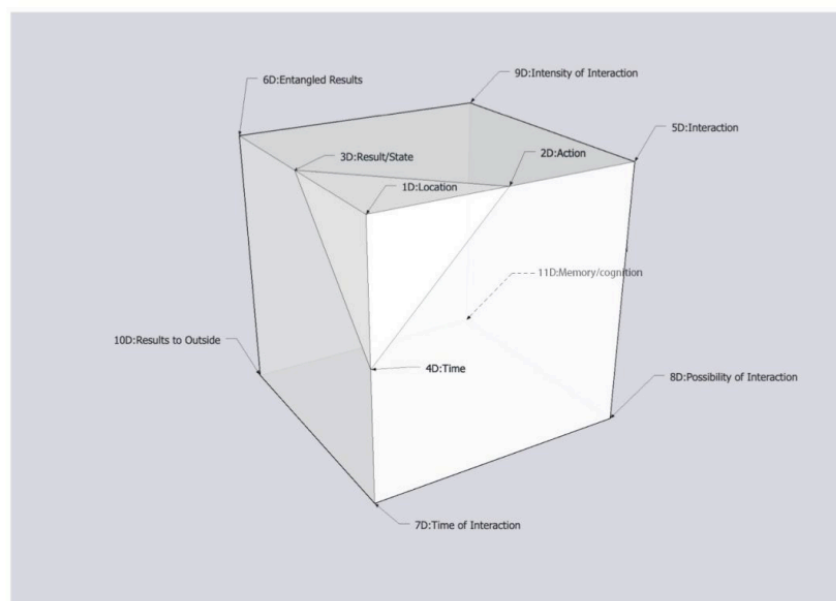 9D:Intensity of Interaction
6D:Entangled Results
5D:Interaction
3D:Result/State
2D:Action
1D:Location
11D:Memory/cognition
10D:Results to Outside
4D:Time
8D:Possibility of Interaction
7D:Time of Interaction